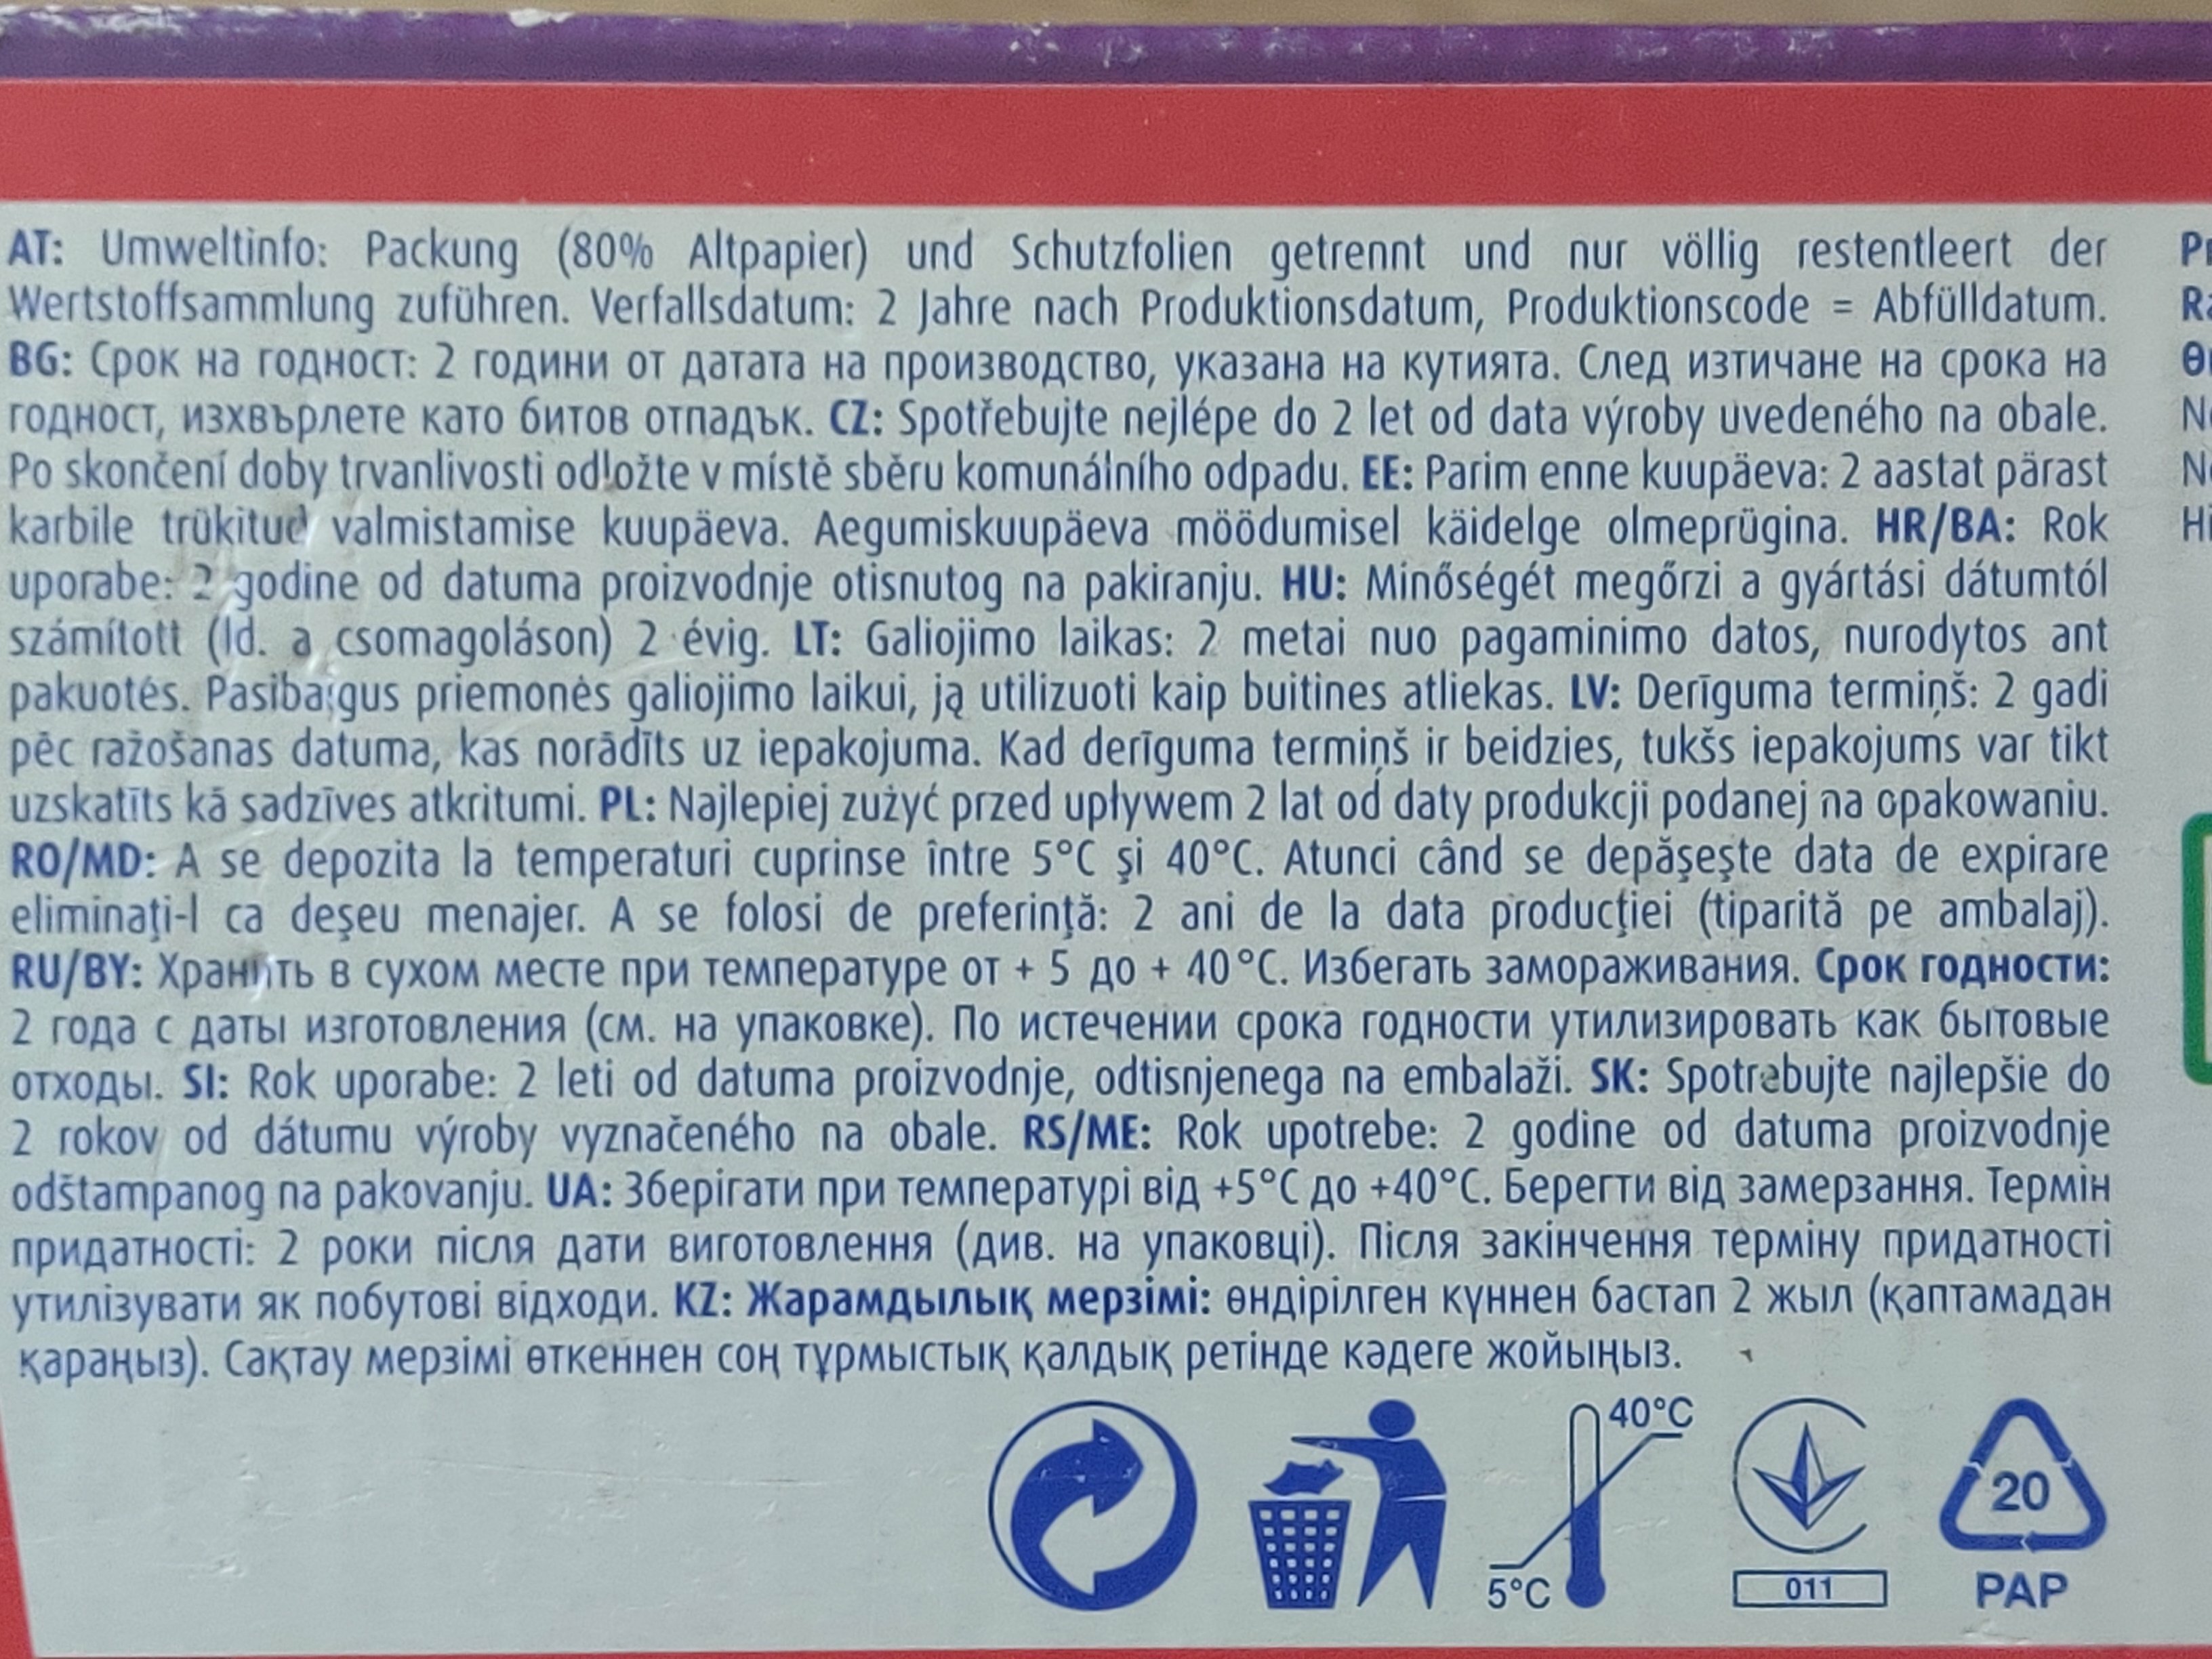 AT: Umweltinfo: Packung (80% Altpapier) und Schutzfolien getrennt und nur völlig restentleert der
Wertstoffsammlung zuführen. Verfallsdatum: 2 Jahre nach Produktionsdatum, Produktionscode = Abfülldatum.
BG: Срок на годност: 2 години от датата на производство, указана на кутията. След изтичане на срока на
годност, изхвърлете като битов отпадък. CZ: Spotřebujte nejlépe do 2 let od data výroby uvedeného na obale.
Po skončení doby trvanlivosti odložte v místě sběru komunálního odpadu. EE: Parim enne kuupäeva: 2 aastat pärast
karbile trükitud valmistamise kuupäeva. Aegumiskuupäeva möödumisel käidelge olmeprügina. HR/BA: Rok
uporabe: 2 godine od datuma proizvodnje otisnutog na pakiranju. HU: Minőségét megőrzi a gyártási dátumtól
számított (ld. a csomagoláson) 2 évig. LT: Galiojimo laikas: 2 metai nuo pagaminimo datos, nurodytos ant
pakuotės. Pasibaigus priemonės galiojimo laikui, ją utilizuoti kaip buitines atliekas. LV: Derīguma termiņš: 2 gadi
pēc ražošanas datuma, kas norādīts uz iepakojuma. Kad derīguma termiņš ir beidzies, tukšs iepakojums var tikt
uzskatīts kā sadzīves atkritumi. PL: Najlepiej zużyć przed upływem 2 lat od daty produkcji podanej na opakowaniu.
RO/MD: A se depozita la temperaturi cuprinse între 5°C şi 40°C. Atunci când se depăşeşte data de expirare
eliminaţi-l ca deşeu menajer. A se folosi de preferinţă: 2 ani de la data producţiei (tiparită pe ambalaj).
RU/BY: Хранить в сухом месте при температуре от + 5 до + 40°C. Избегать замораживания. Срок годности:
2 года с даты изготовления (см. на упаковке). По истечении срока годности утилизировать как бытовые
отходы. SI: Rok uporabe: 2 leti od datuma proizvodnje, odtisnjenega na embalaži. SK: Spotrebujte najlepšie do
2 rokov od dátumu výroby vyznačeného na obale. RS/ME: Rok upotrebe: 2 godine od datuma proizvodnje
odštampanog na pakovanju. UA: Зберігати при температурі від +5°C до +40°C. Берегти від замерзання. Термін
придатності: 2 роки після дати виготовлення (див. на упаковці). Після закінчення терміну придатності
утилізувати як побутові відходи. KZ: Жарамдылық мерзімі: өндірілген күннен бастап 2 жыл (қаптамадан
қараңыз). Сақтау мерзімі өткеннен соң тұрмыстық қалдық ретінде кәдеге жойыңыз.
40°C
5°C
011
20
PAP